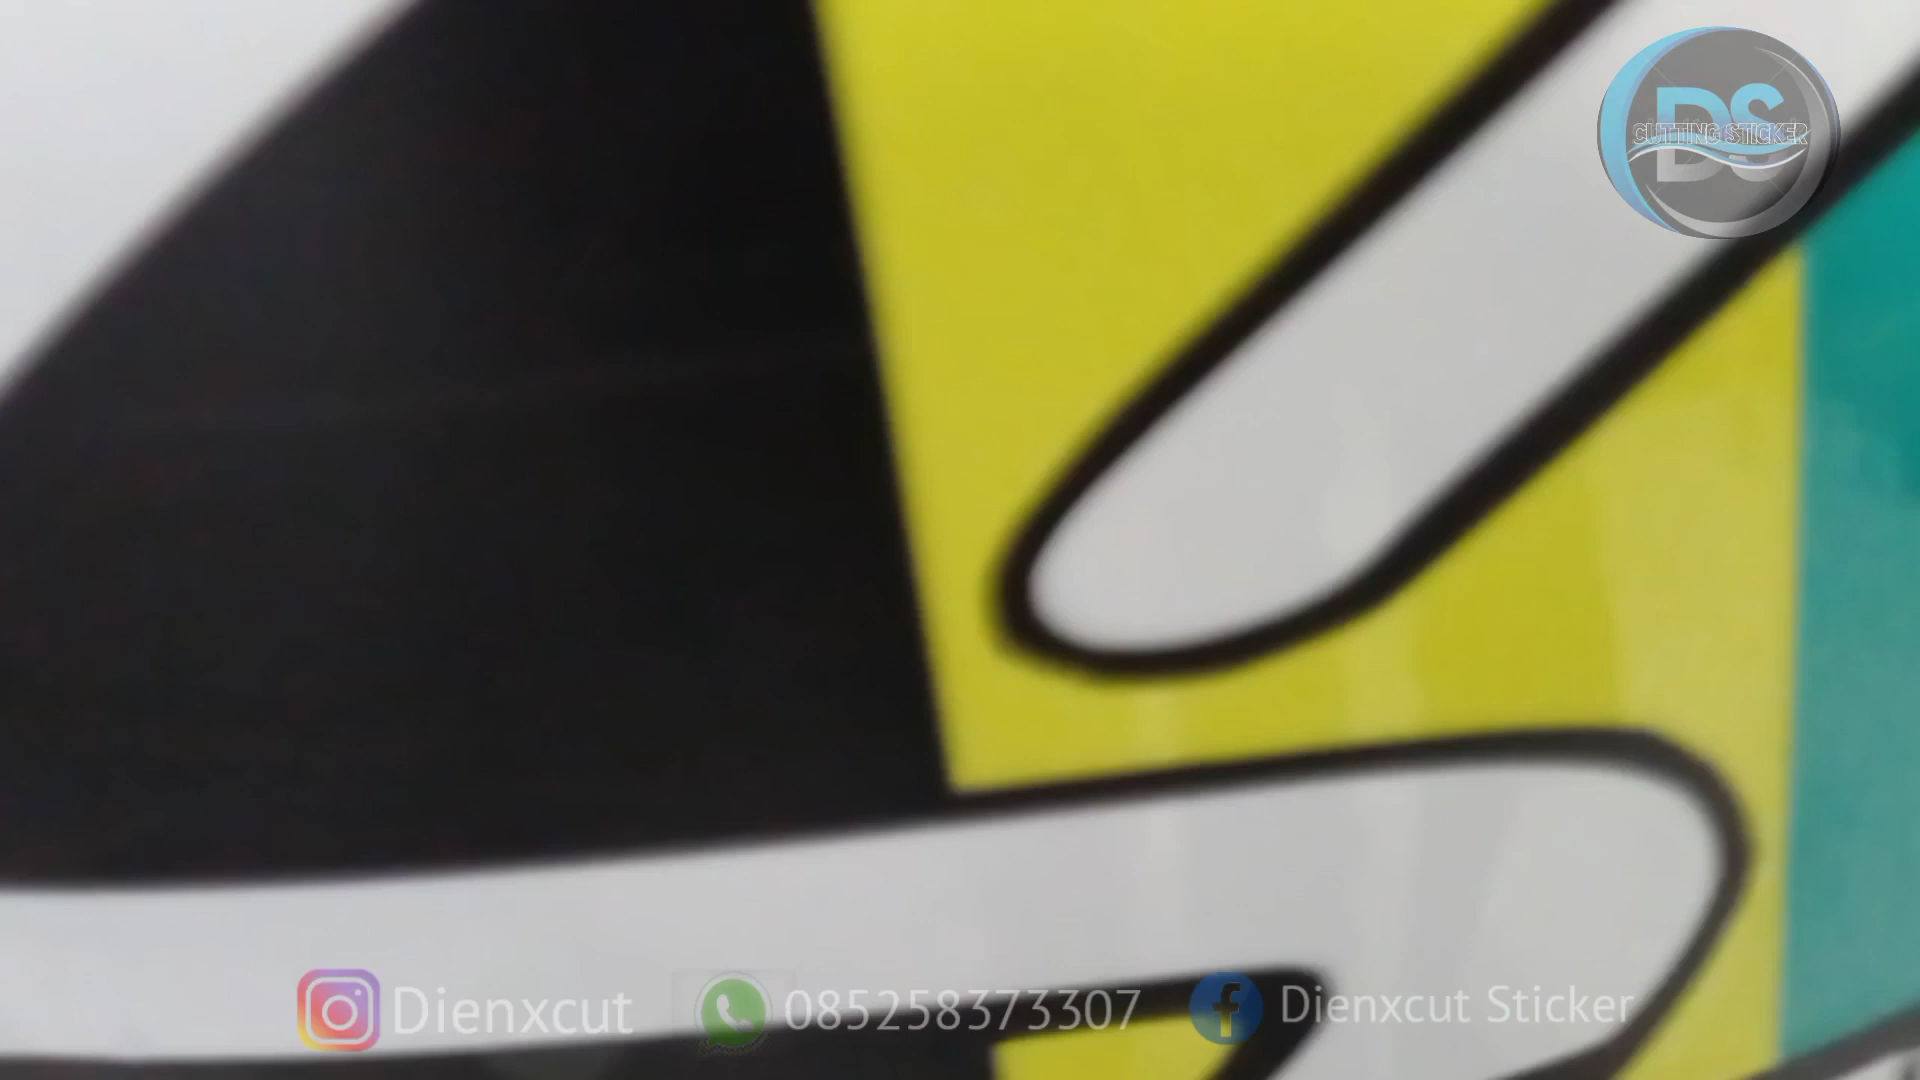 DS
CUTTING STICKER
Dienxcut
085258373307
Dienxcut Sticker